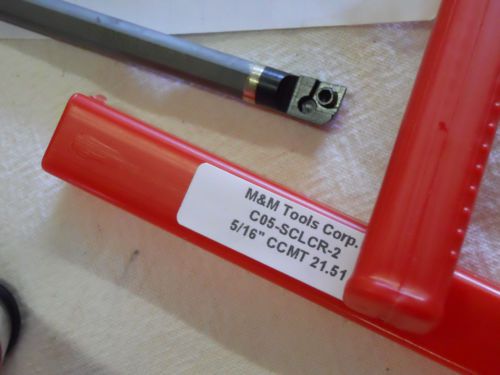 M&M Tools Corp.
C05-SCLCR-2
5/16" CCMT 21.51